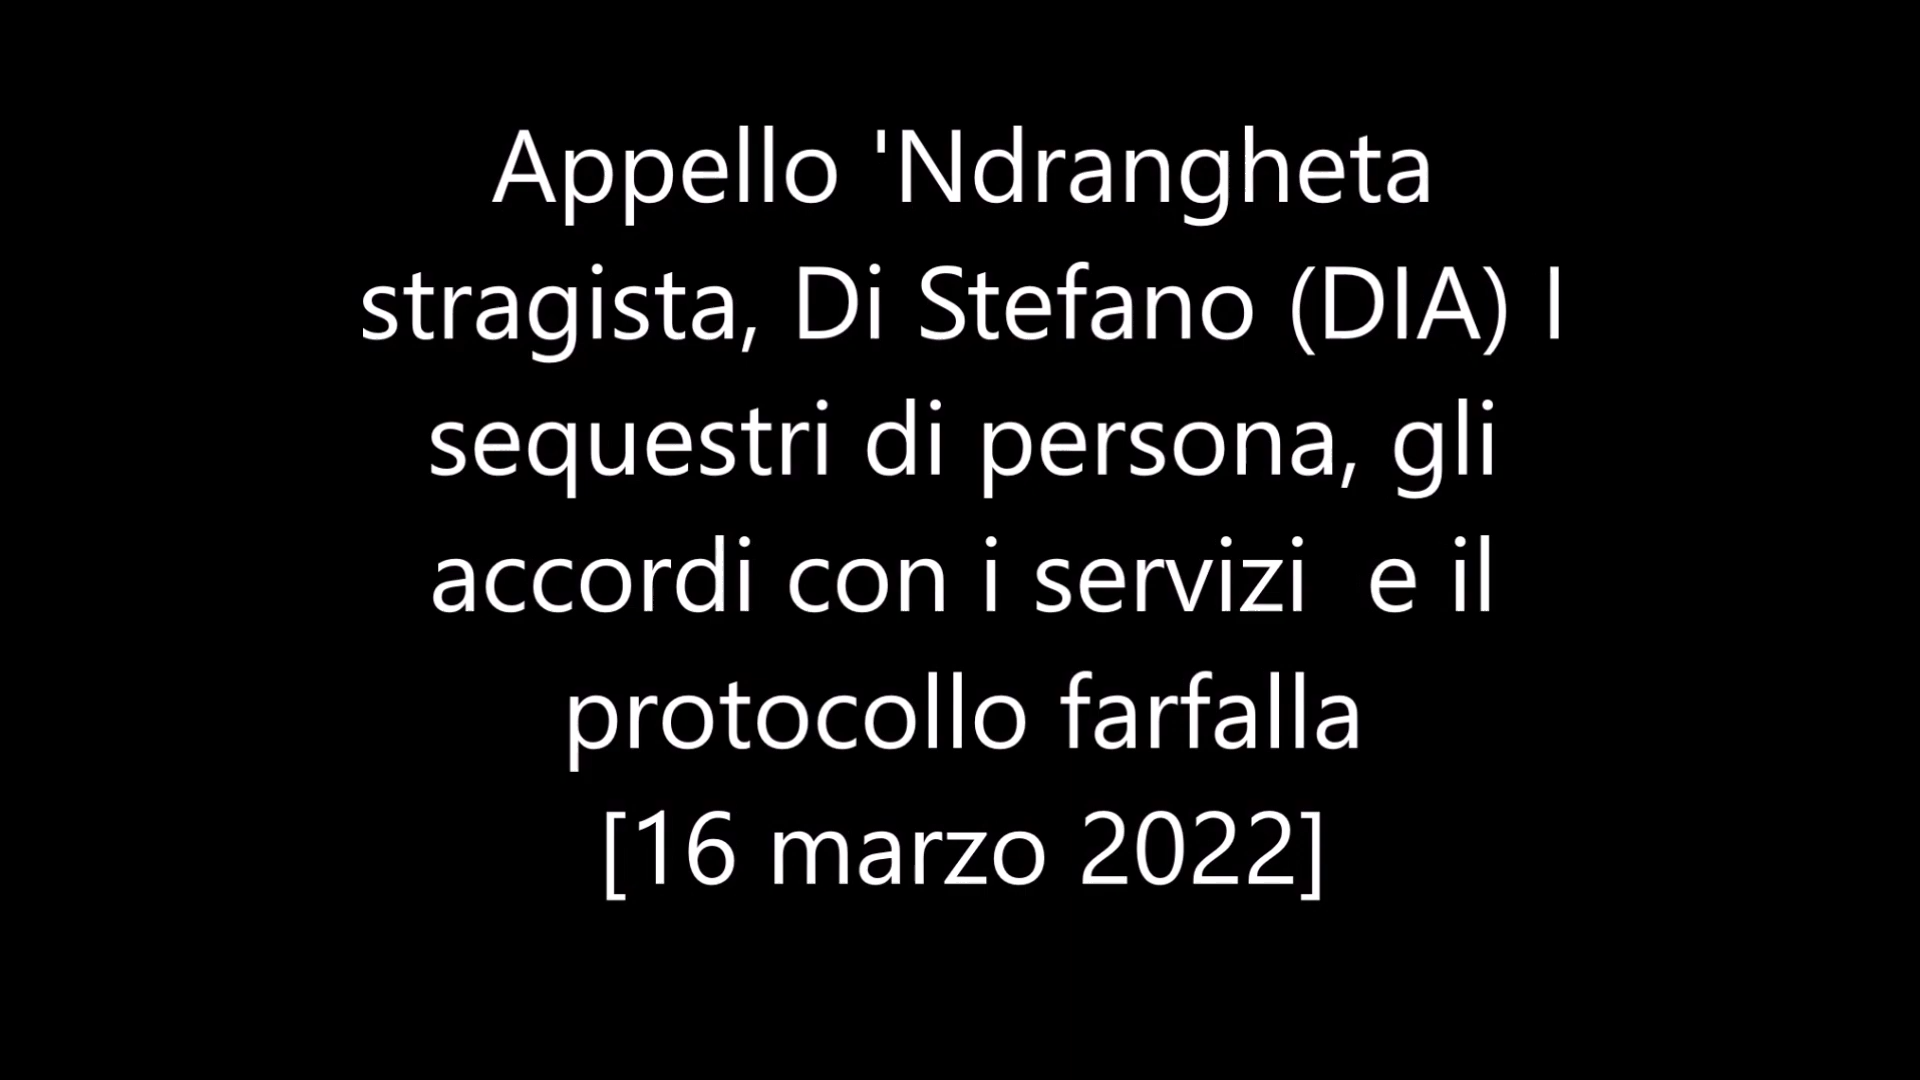 Appello 'Ndrangheta
stragista, Di Stefano (DIA) I
sequestri di persona, gli
accordi con i servizi  e il
protocollo farfalla
[16 marzo 2022]